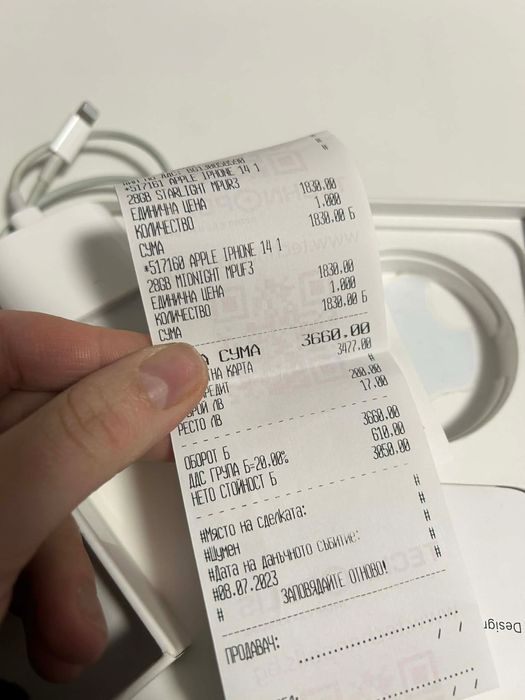 *517161 APPLE IPHONE 14 1
28GB STARLIGHT MPUR3
ЕДИНИЧНА ЦЕНА 1830.00
КОЛИЧЕСТВО 1.000
СУМА 1830.00 Б
*517160 APPLE IPHONE 14 1
28GB MIDNIGHT MPUF3
ЕДИНИЧНА ЦЕНА 1830.00
КОЛИЧЕСТВО 1.000
СУМА 1830.00 Б
СУМА 3660.00
НА КАРТА 3477.00
#
200.00
РЕСТО ЛВ 17.00
ОБОРОТ Б 3660.00
ДДС ГРУПА Б=20.00% 610.00
НЕТО СТОЙНОСТ Б 3050.00
#Място на сделката: #
#Шумен #
#Дата на данъчното събитие: #
#08.07.2023 #
# ЗАПОВЯДАЙТЕ ОТНОВО! #
ПРОДАВАЧ: ....................
/ /
Design